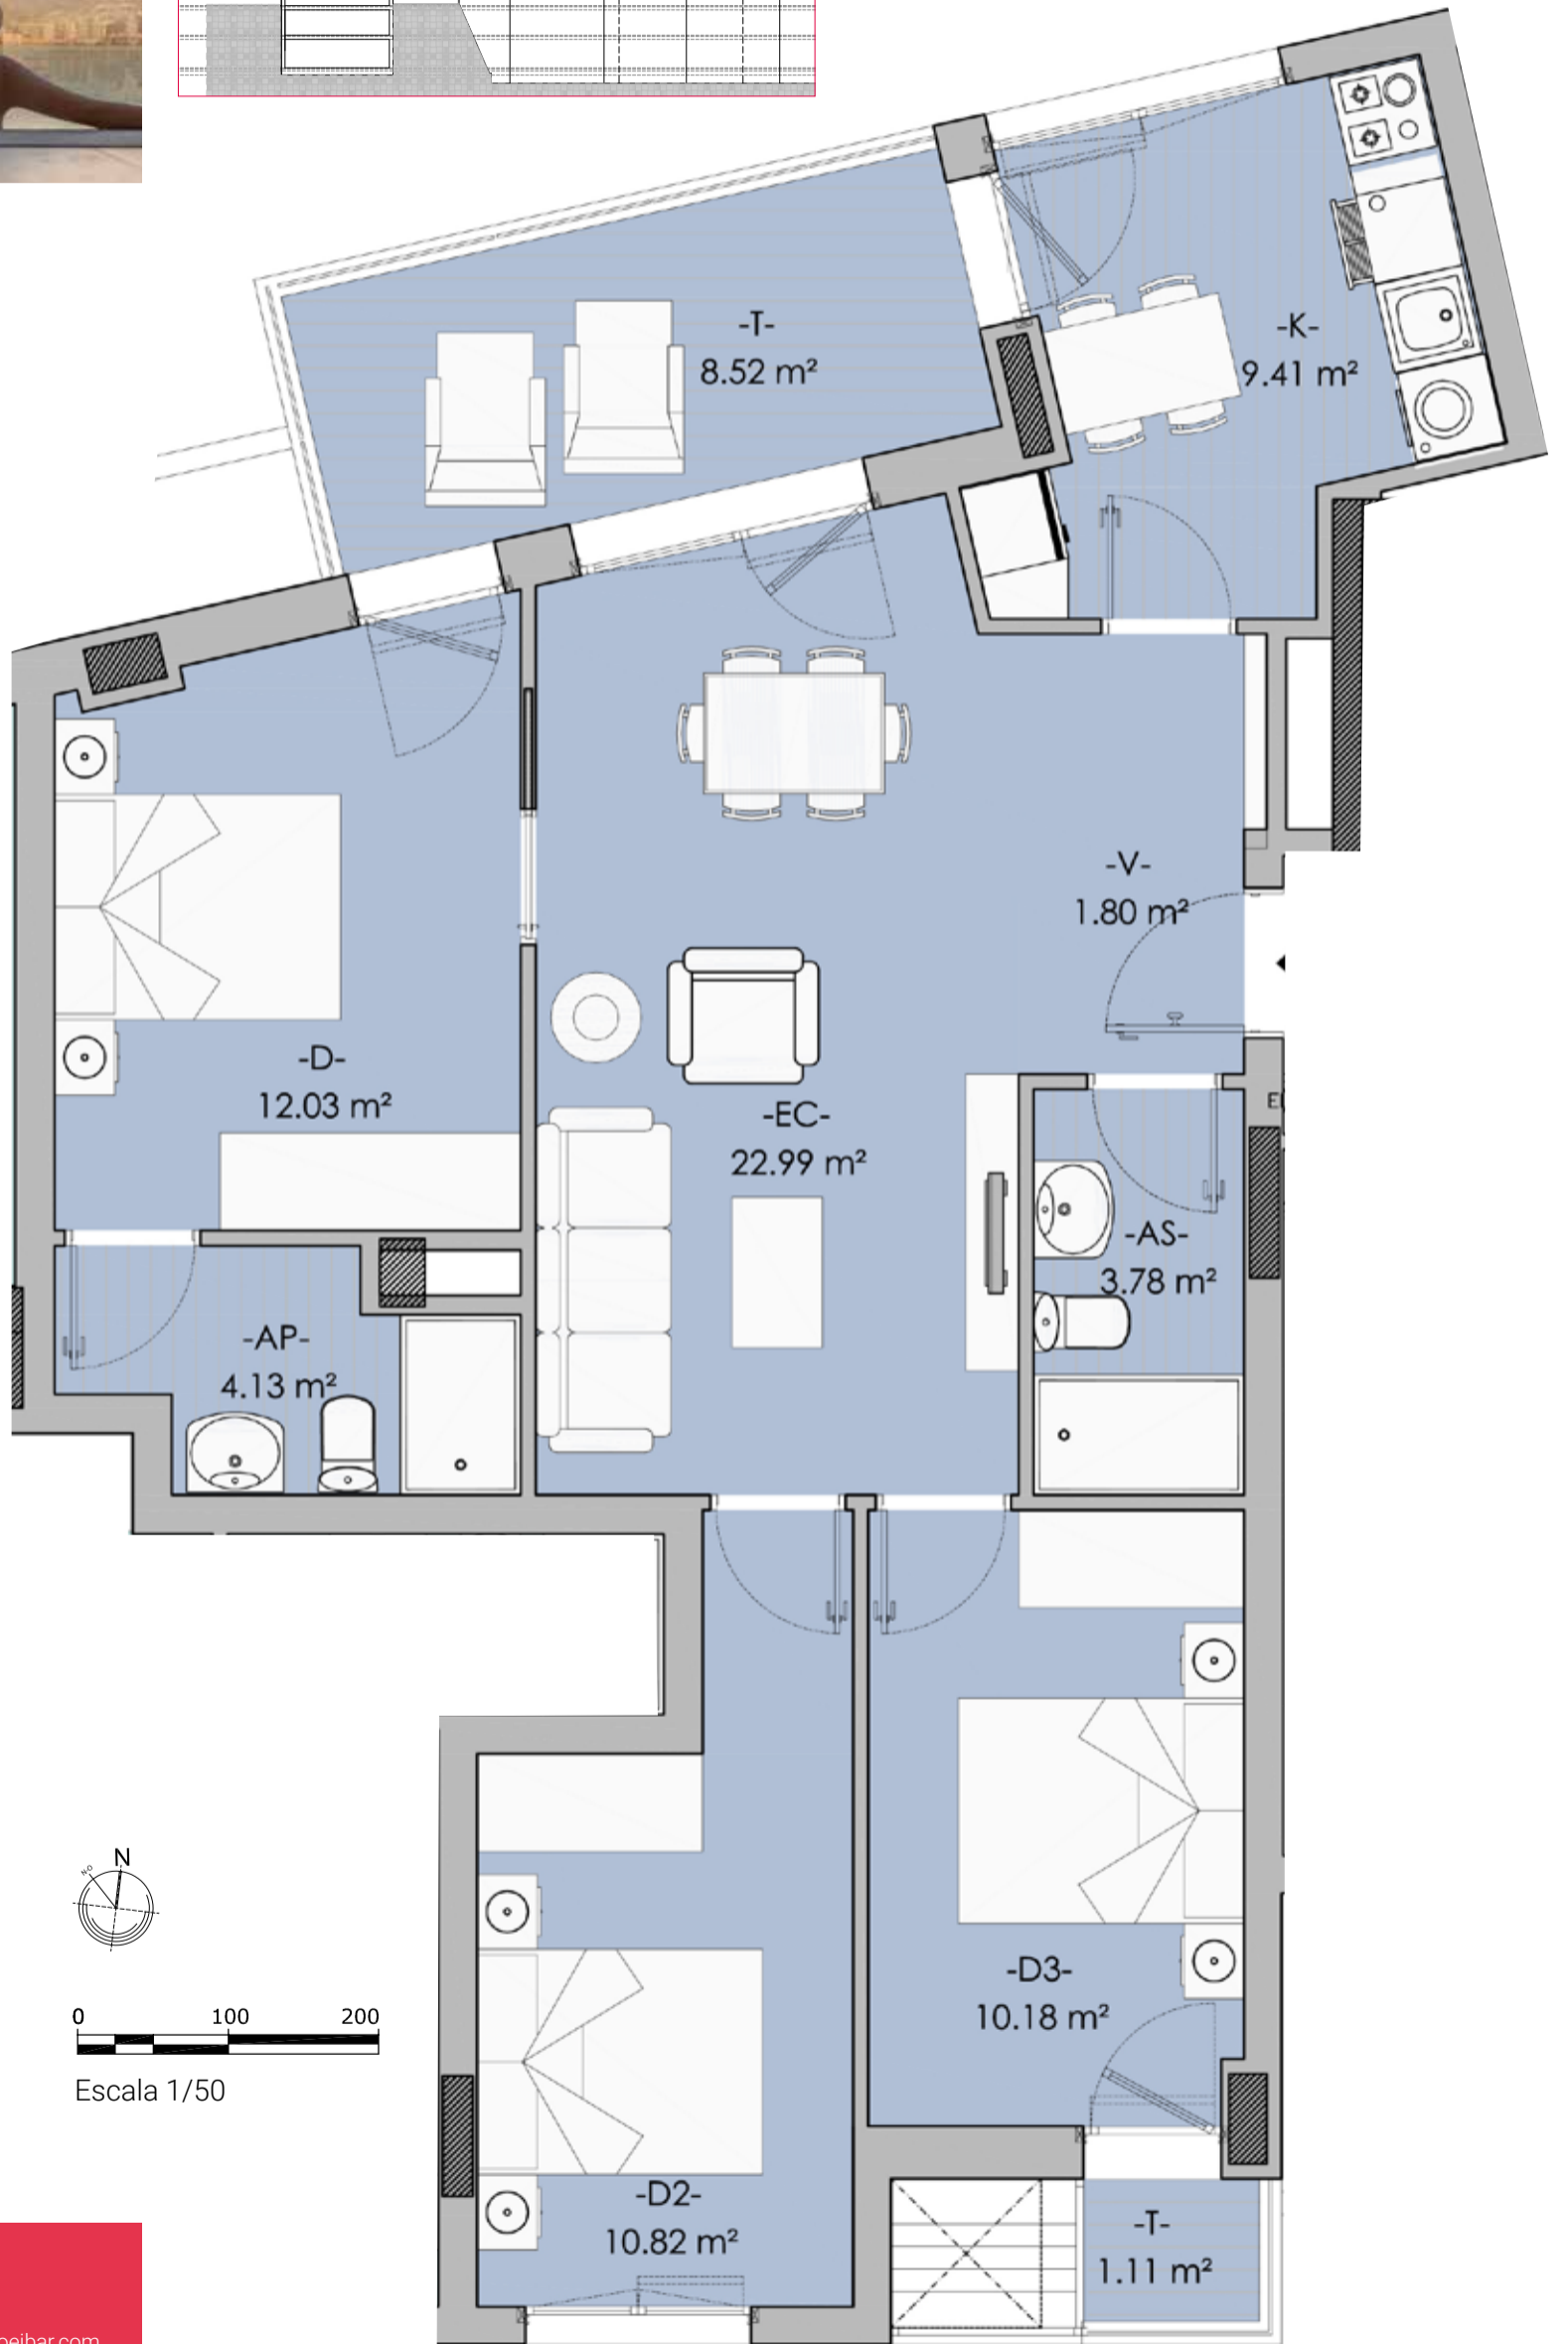 -T-
8.52 m²
-K-
9.41 m²
-V-
1.80 m²
-D-
12.03 m²
-EC-
22.99 m²
-AS-
3.78 m²
-AP-
4.13 m²
N
N-O
0 100 200
Escala 1/50
-D3-
10.18 m²
-D2-
10.82 m²
-T-
1.11 m²